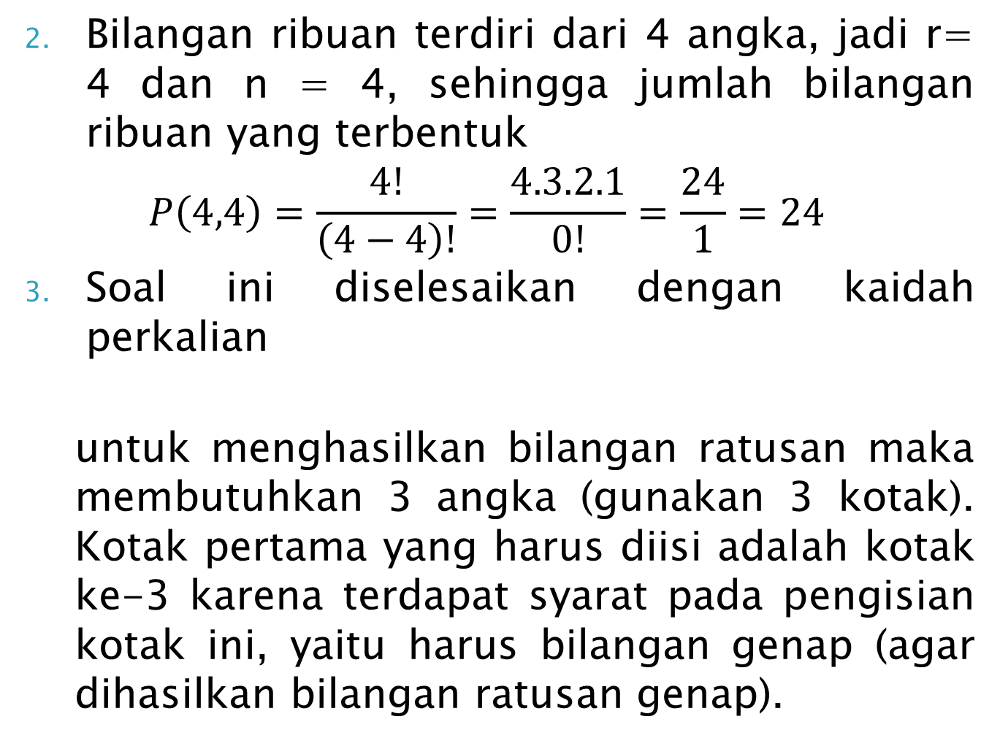 2. Bilangan ribuan terdiri dari 4 angka, jadi r=
4 dan n = 4, sehingga jumlah bilangan
ribuan yang terbentuk
P(4,4) = 4!/(4 − 4)! = 4.3.2.1/0! = 24/1 = 24
3. Soal ini diselesaikan dengan kaidah
perkalian
untuk menghasilkan bilangan ratusan maka
membutuhkan 3 angka (gunakan 3 kotak).
Kotak pertama yang harus diisi adalah kotak
ke-3 karena terdapat syarat pada pengisian
kotak ini, yaitu harus bilangan genap (agar
dihasilkan bilangan ratusan genap).